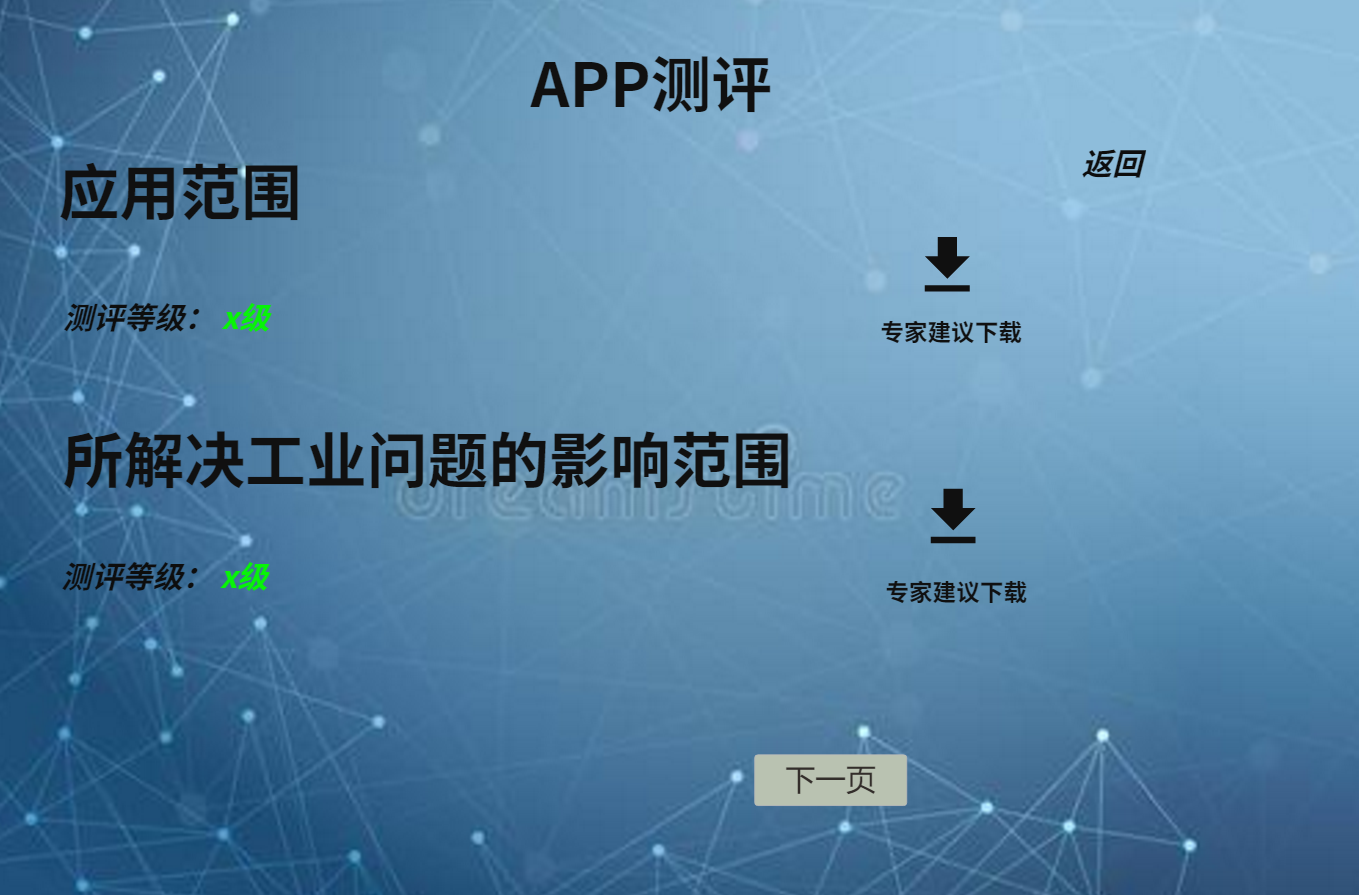 APP测评
返回
应用范围
测评等级： x级
专家建议下载
所解决工业问题的影响范围
dreamstime
测评等级： x级
专家建议下载
下一页